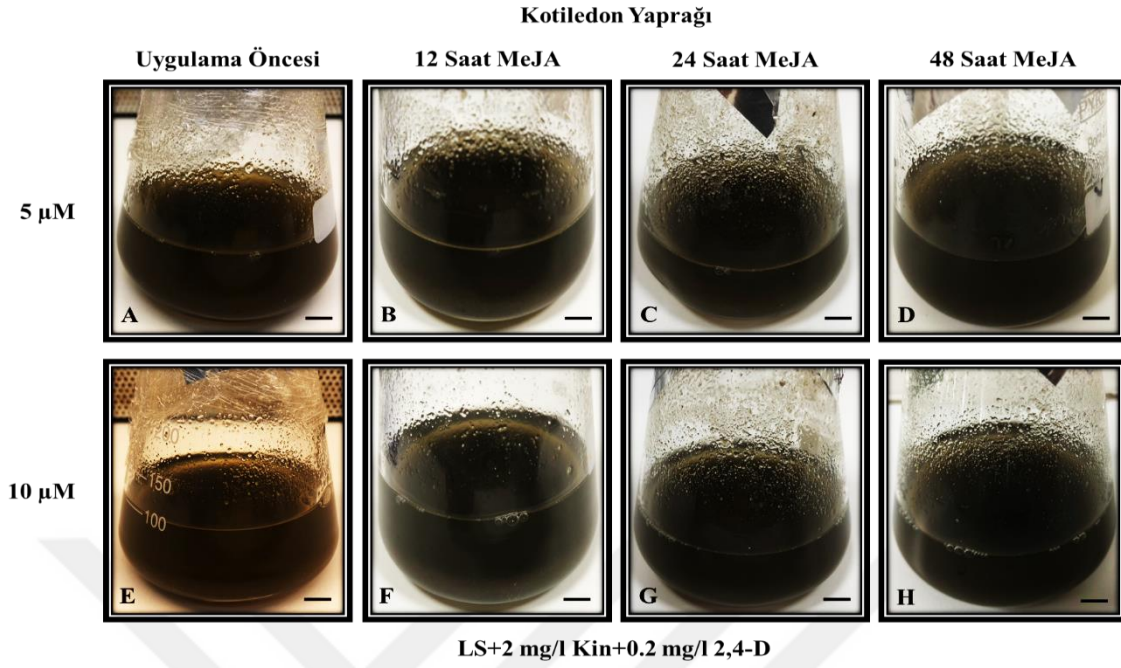 Kotiledon Yaprağı
Uygulama Öncesi 12 Saat MeJA 24 Saat MeJA 48 Saat MeJA
5 µM
A B C D
10 µM
150
100
E F G H
LS+2 mg/l Kin+0.2 mg/l 2,4-D